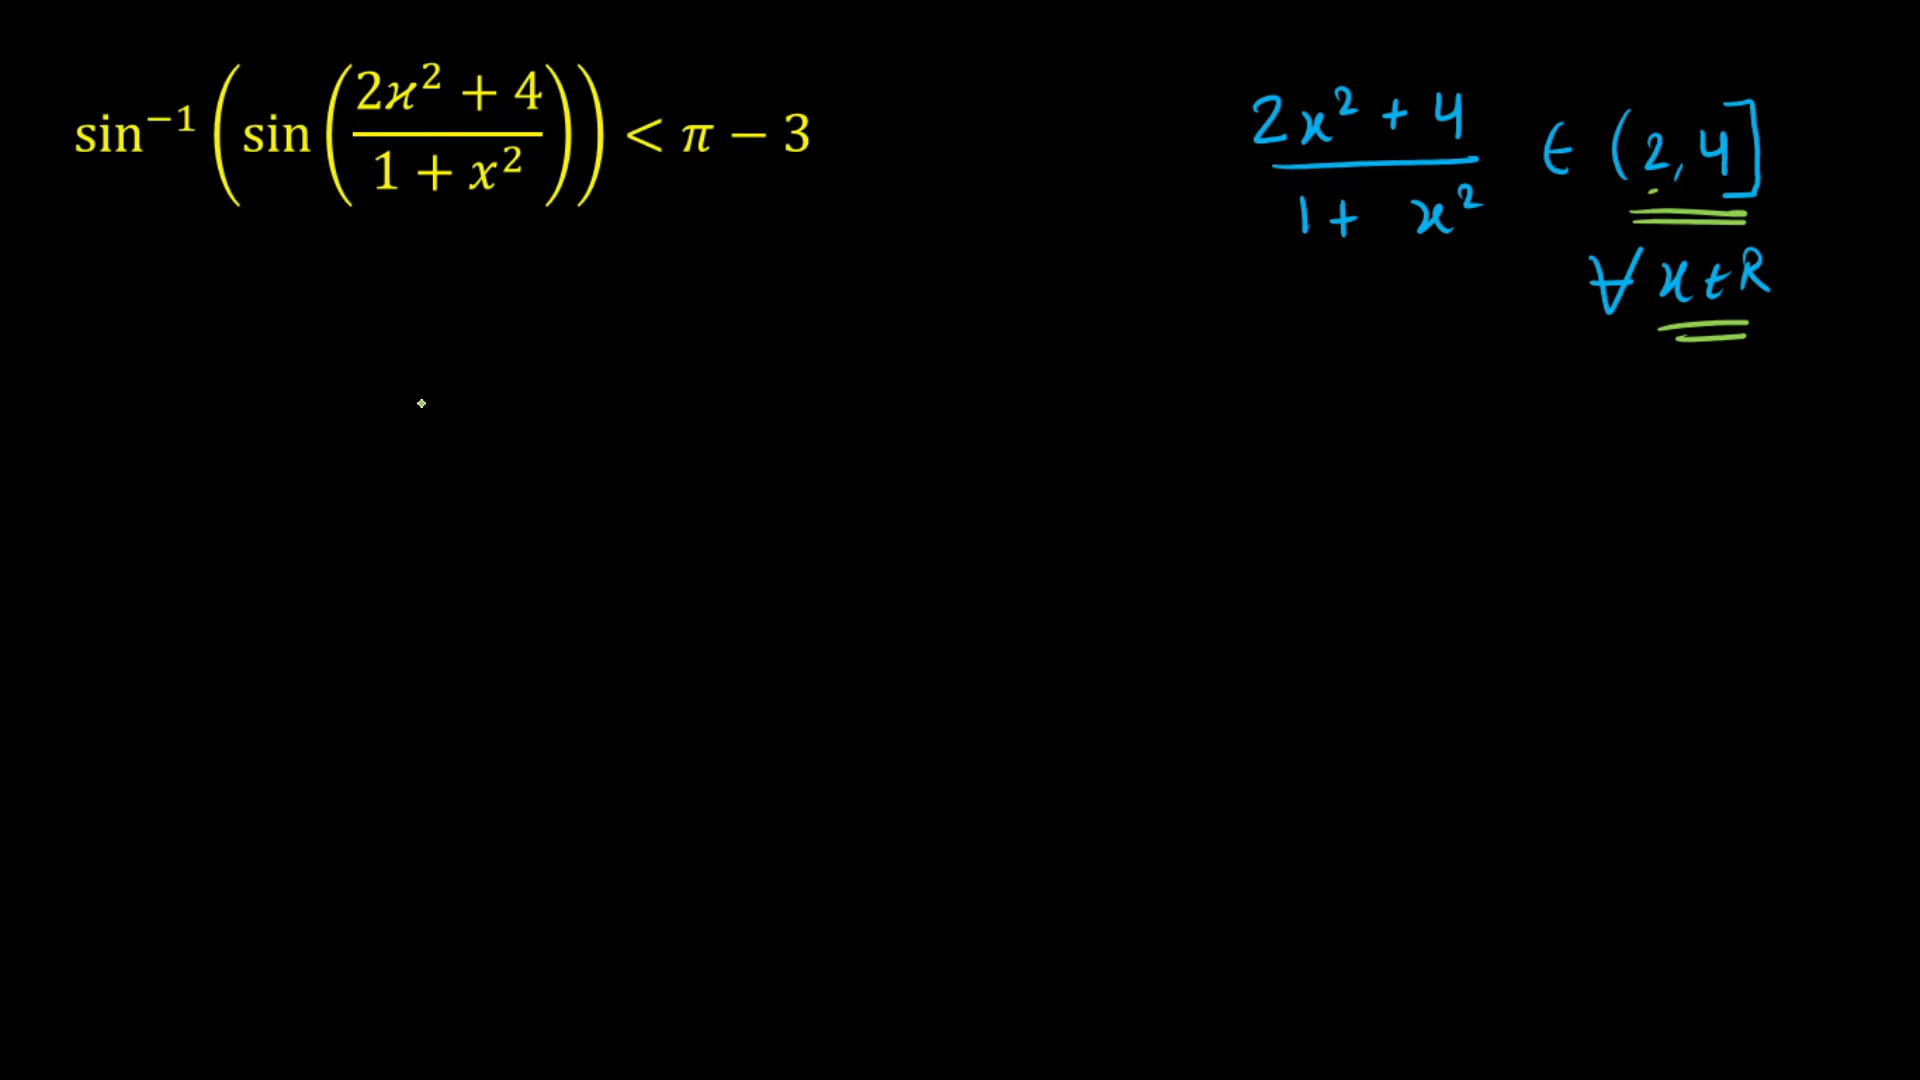 sin⁻¹(sin((2x² + 4)/(1 + x²))) < π − 3
(2x² + 4)/(1 + x²) ∈ (2, 4]
∀ x ∈ R